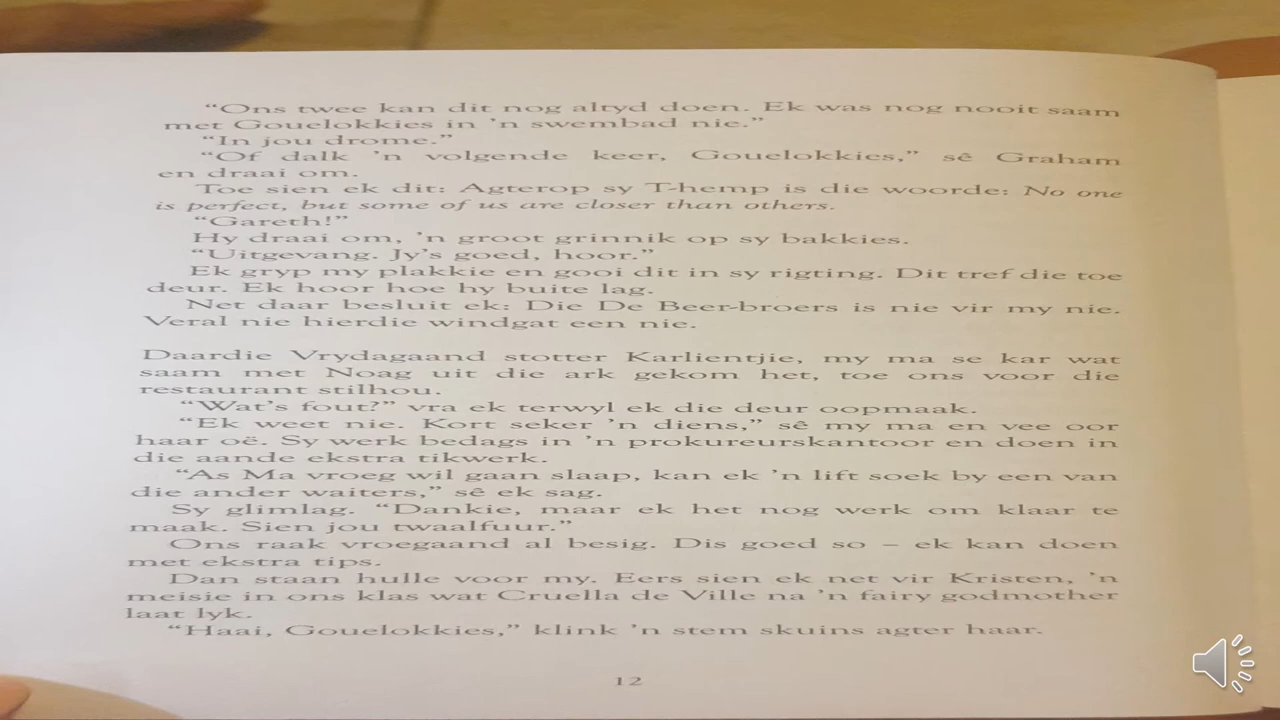 “Ons twee kan dit nog altyd doen. Ek was nog nooit saam
met Gouelokkies in ’n swembad nie.”
“In jou drome.”
“Of dalk ’n volgende keer, Gouelokkies,” sê Graham
en draai om.
Toe sien ek dit: Agterop sy T-hemp is die woorde: No one
is perfect, but some of us are closer than others.
“Gareth!”
Hy draai om, ’n groot grinnik op sy bakkies.
“Uitgevang. Jy’s goed, hoor.”
Ek gryp my plakkie en gooi dit in sy rigting. Dit tref die toe
deur. Ek hoor hoe hy buite lag.
Net daar besluit ek: Die De Beer-broers is nie vir my nie.
Veral nie hierdie windgat een nie.
Daardie Vrydagaand stotter Karlientjie, my ma se kar wat
saam met Noag uit die ark gekom het, toe ons voor die
restaurant stilhou.
“Wat’s fout?” vra ek terwyl ek die deur oopmaak.
“Ek weet nie. Kort seker ’n diens,” sê my ma en vee oor
haar oë. Sy werk bedags in ’n prokureurskantoor en doen in
die aande ekstra tikwerk.
“As Ma vroeg wil gaan slaap, kan ek ’n lift soek by een van
die ander waiters,” sê ek sag.
Sy glimlag. “Dankie, maar ek het nog werk om klaar te
maak. Sien jou twaalfuur.”
Ons raak vroegaand al besig. Dis goed so – ek kan doen
met ekstra tips.
Dan staan hulle voor my. Eers sien ek net vir Kristen, ’n
meisie in ons klas wat Cruella de Ville na ’n fairy godmother
laat lyk.
“Haai, Gouelokkies,” klink ’n stem skuins agter haar.
12